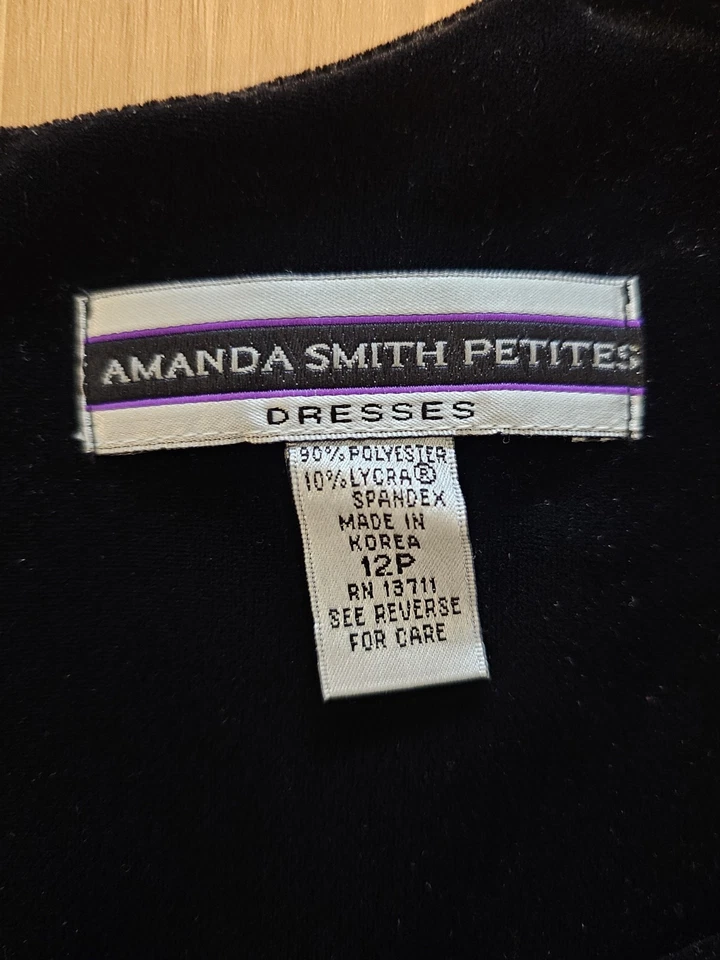 AMANDA SMITH PETITES
DRESSES
90% POLYESTER
10% LYCRA®
SPANDEX
MADE IN
KOREA
12P
RN 13711
SEE REVERSE
FOR CARE